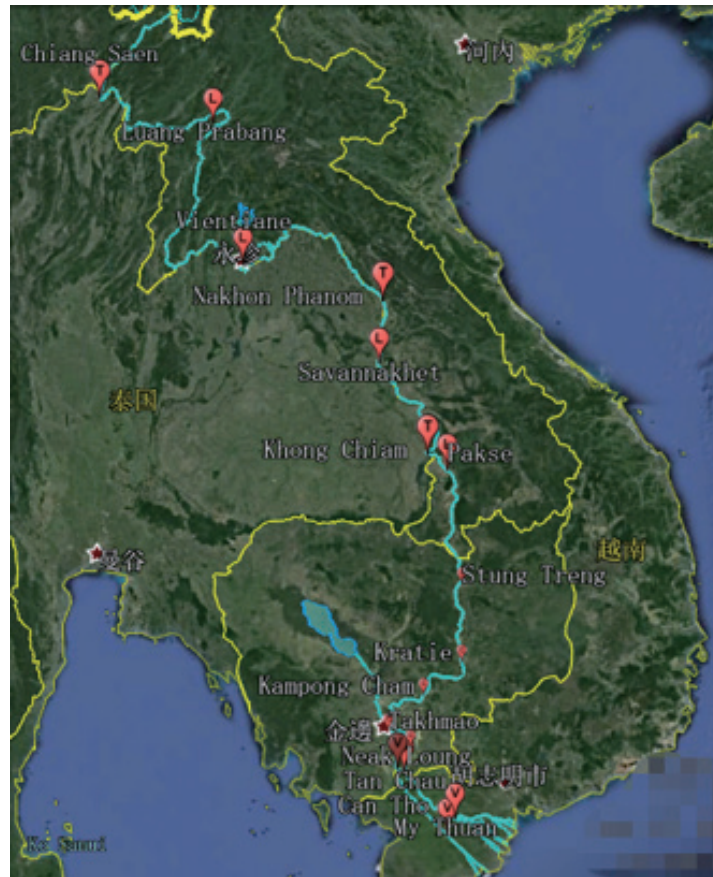 河内
Chiang Saen
T
L
Luang Prabang
Vientiane
L
T
Nakhon Phanom
L
Savannakhet
泰国
T
Khong Chiam
L
Pakse
越南
曼谷
Stung Treng
Kratie
Kampong Cham
金边
Takhmao
V
Neak Loung
Tan Chau
胡志明市
Can Tho
V
V
My Thuan
Ko Samui